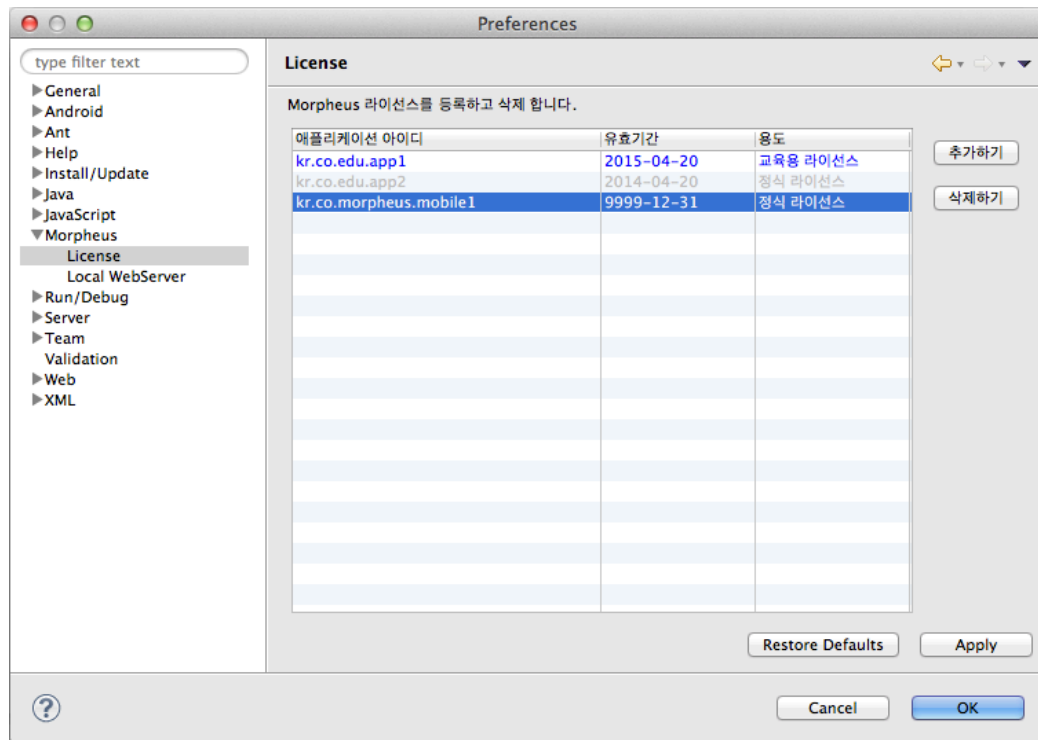 Preferences
type filter text
General
Android
Ant
Help
Install/Update
Java
JavaScript
Morpheus
License
Local WebServer
Run/Debug
Server
Team
Validation
Web
XML
License
Morpheus 라이선스를 등록하고 삭제 합니다.
애플리케이션 아이디 유효기간 용도
kr.co.edu.app1 2015-04-20 교육용 라이선스
kr.co.edu.app2 2014-04-20 정식 라이선스
kr.co.morpheus.mobile1 9999-12-31 정식 라이선스
추가하기
삭제하기
Restore Defaults Apply
? Cancel OK